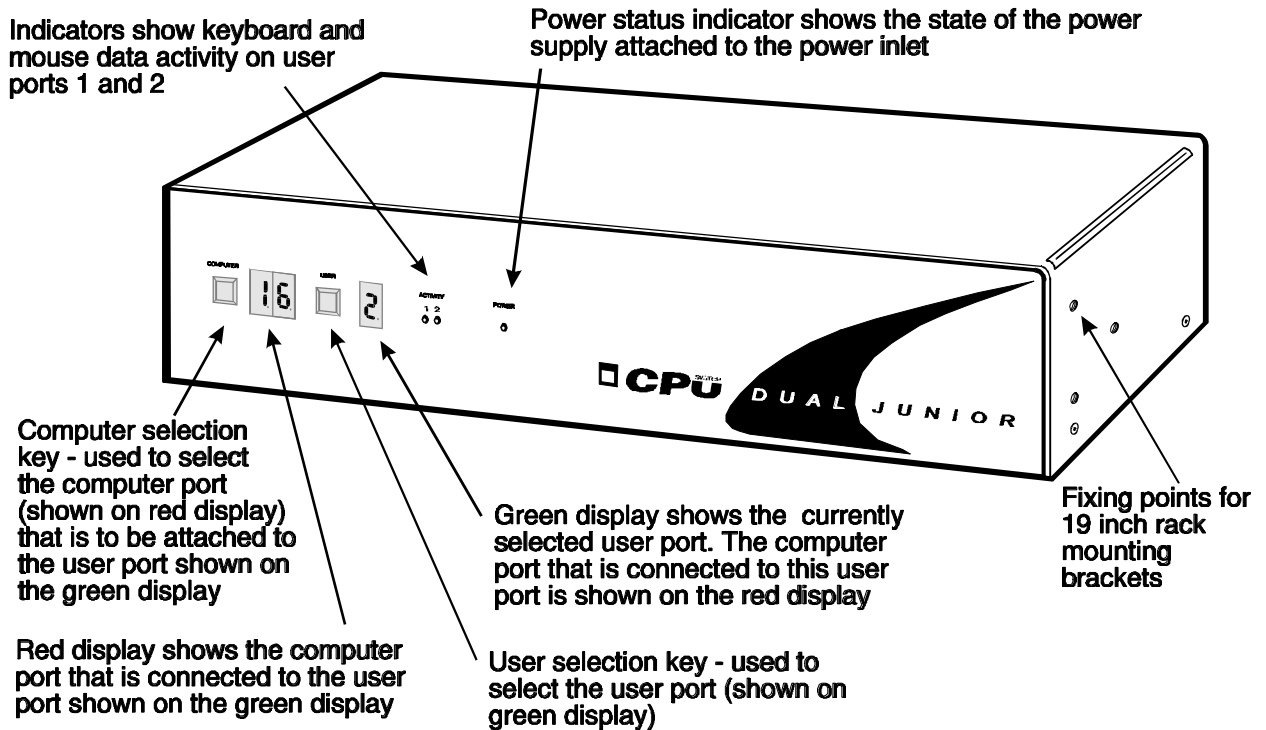 Indicators show keyboard and
mouse data activity on user
ports 1 and 2
Power status indicator shows the state of the power
supply attached to the power inlet
COMPUTER
16
USER
2
ACTIVITY
1 2
POWER
CPU SWITCH
DUAL JUNIOR
Computer selection
key - used to select
the computer port
(shown on red display)
that is to be attached to
the user port shown on
the green display
Green display shows the currently
selected user port. The computer
port that is connected to this user
port is shown on the red display
Fixing points for
19 inch rack
mounting
brackets
Red display shows the computer
port that is connected to the user
port shown on the green display
User selection key - used to
select the user port (shown on
green display)